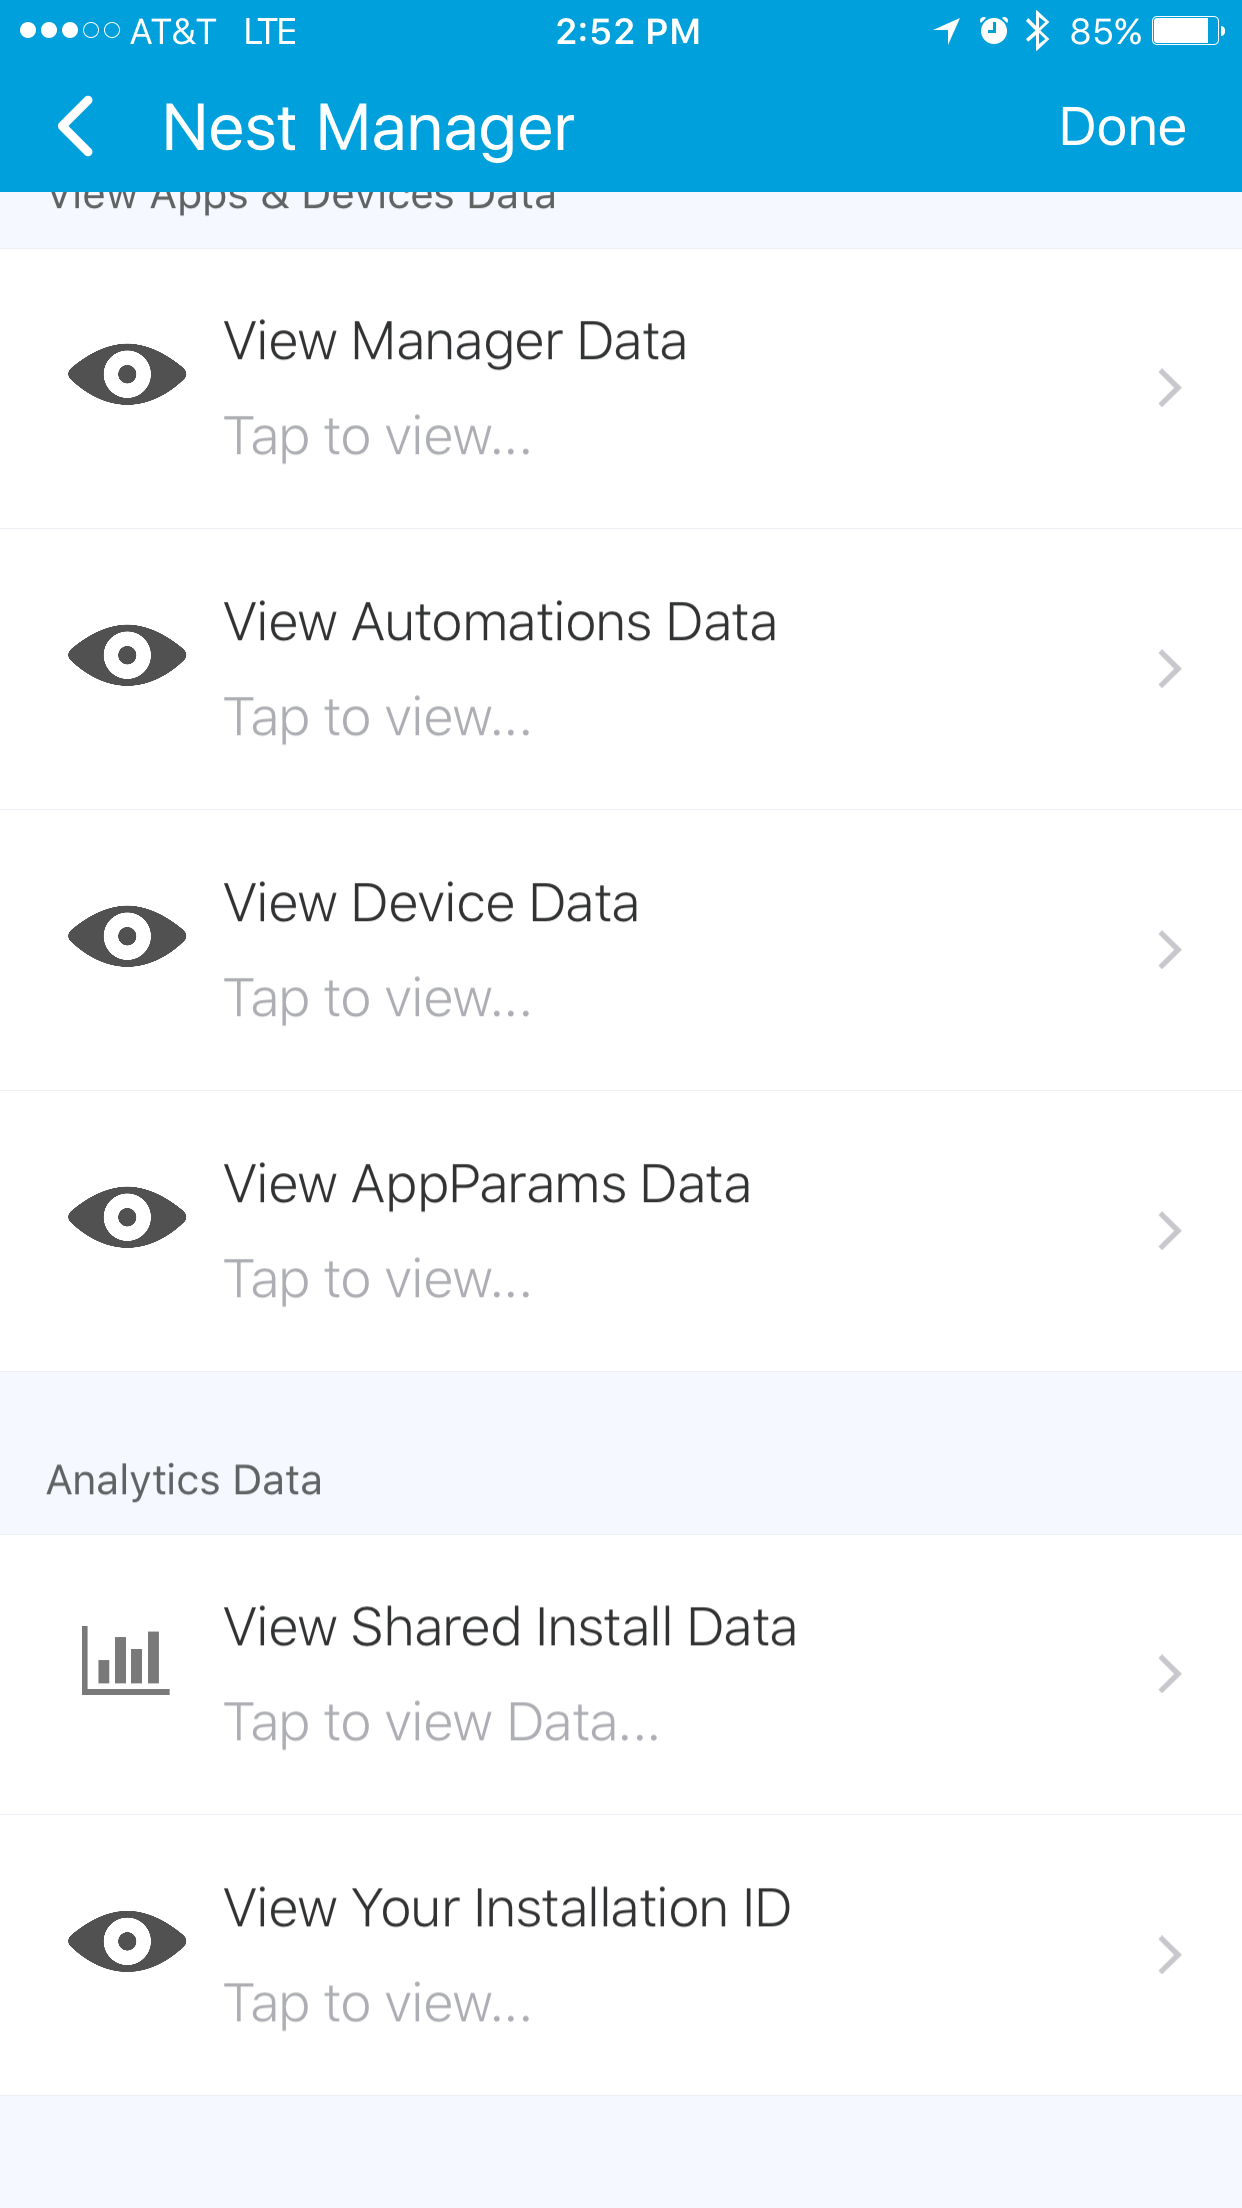 AT&T LTE 2:52 PM 85%
Nest Manager Done
View Apps & Devices Data
View Manager Data
Tap to view...
View Automations Data
Tap to view...
View Device Data
Tap to view...
View AppParams Data
Tap to view...
Analytics Data
View Shared Install Data
Tap to view Data...
View Your Installation ID
Tap to view...